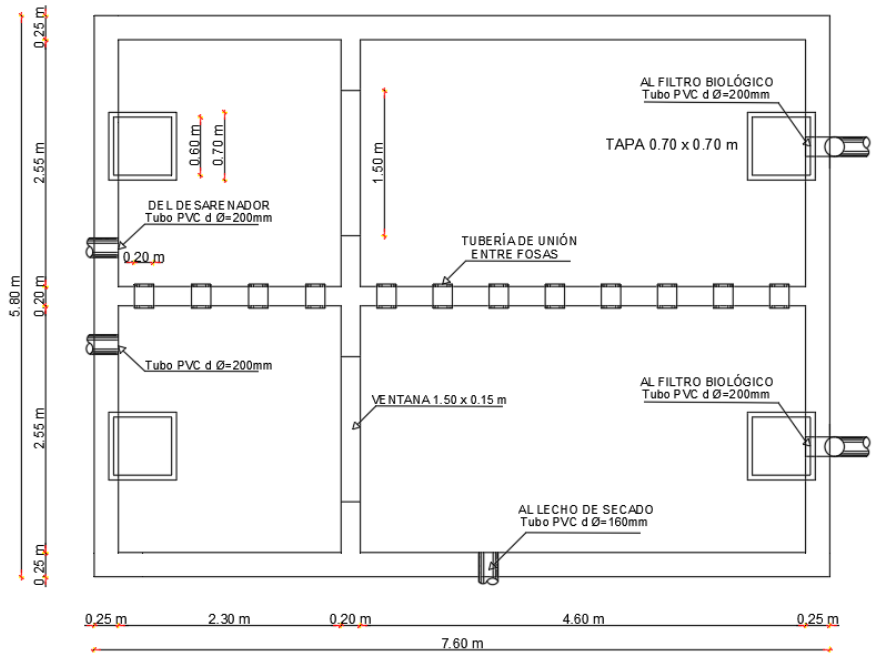 0.25 m
AL FILTRO BIOLÓGICO
Tubo PVC d Ø=200mm
TAPA 0.70 x 0.70 m
0.60 m
0.70 m
1.50 m
2.55 m
DEL DESARENADOR
Tubo PVC d Ø=200mm
0.20 m
TUBERÍA DE UNIÓN
ENTRE FOSAS
5.80 m
0.20 m
Tubo PVC d Ø=200mm
AL FILTRO BIOLÓGICO
Tubo PVC d Ø=200mm
VENTANA 1.50 x 0.15 m
2.55 m
AL LECHO DE SECADO
Tubo PVC d Ø=160mm
0.25 m
0.25 m
2.30 m
0.20 m
4.60 m
0.25 m
7.60 m